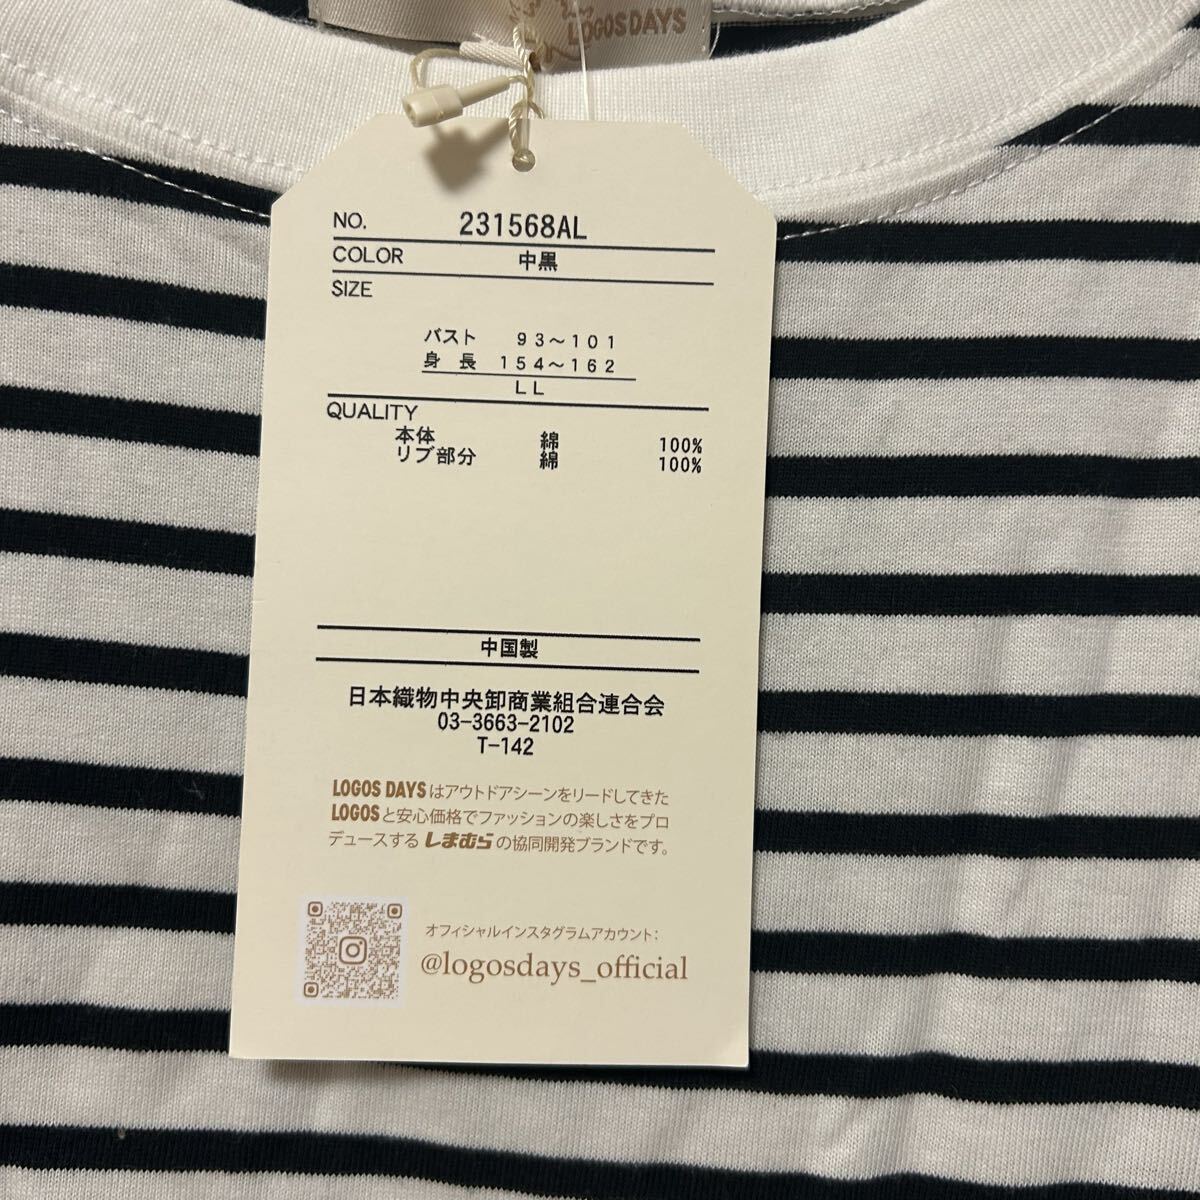 LOGOS DAYS
NO. 231568AL
COLOR 中黒
SIZE
バスト 93～101
身 長 154～162
LL
QUALITY
本体 綿 100%
リブ部分 綿 100%
中国製
日本織物中央卸商業組合連合会
03-3663-2102
T-142
LOGOS DAYSはアウトドアシーンをリードしてきた
LOGOSと安心価格でファッションの楽しさをプロ
デュースする しまむら の協同開発ブランドです。
オフィシャルインスタグラムアカウント:
@logosdays_official